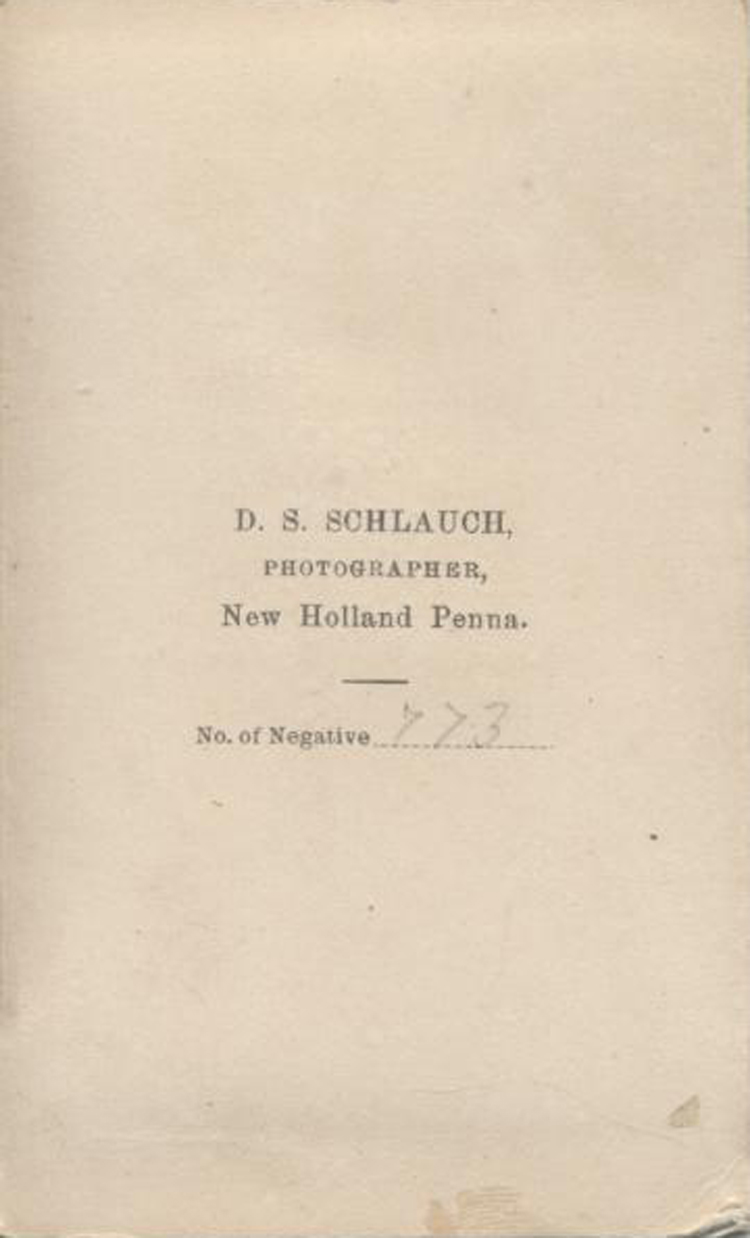 D. S. SCHLAUCH,
PHOTOGRAPHER,
New Holland Penna.
No. of Negative 773